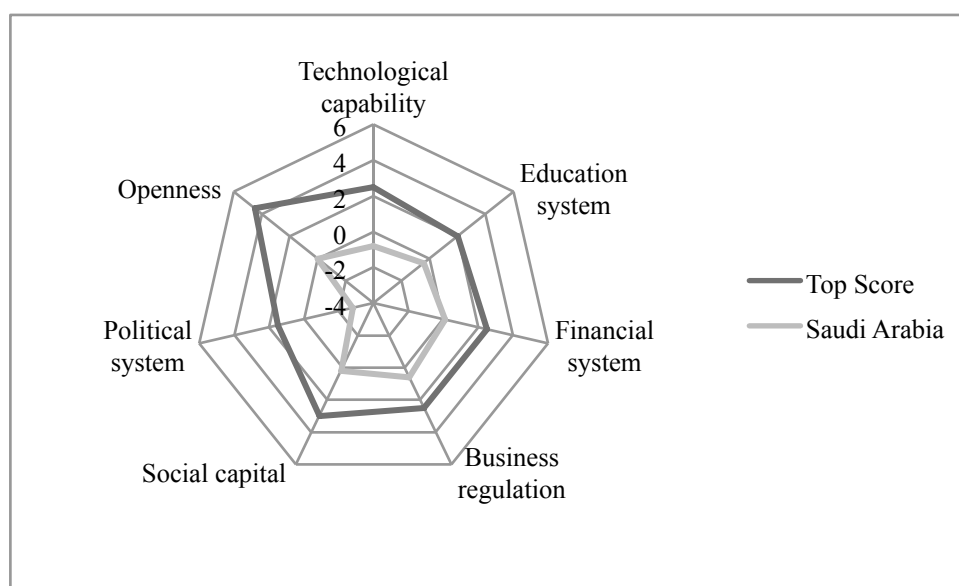 Technological
capability
6
4
2
0
-2
-4
Openness
Education
system
Political
system
Financial
system
Social capital
Business
regulation
Top Score
Saudi Arabia